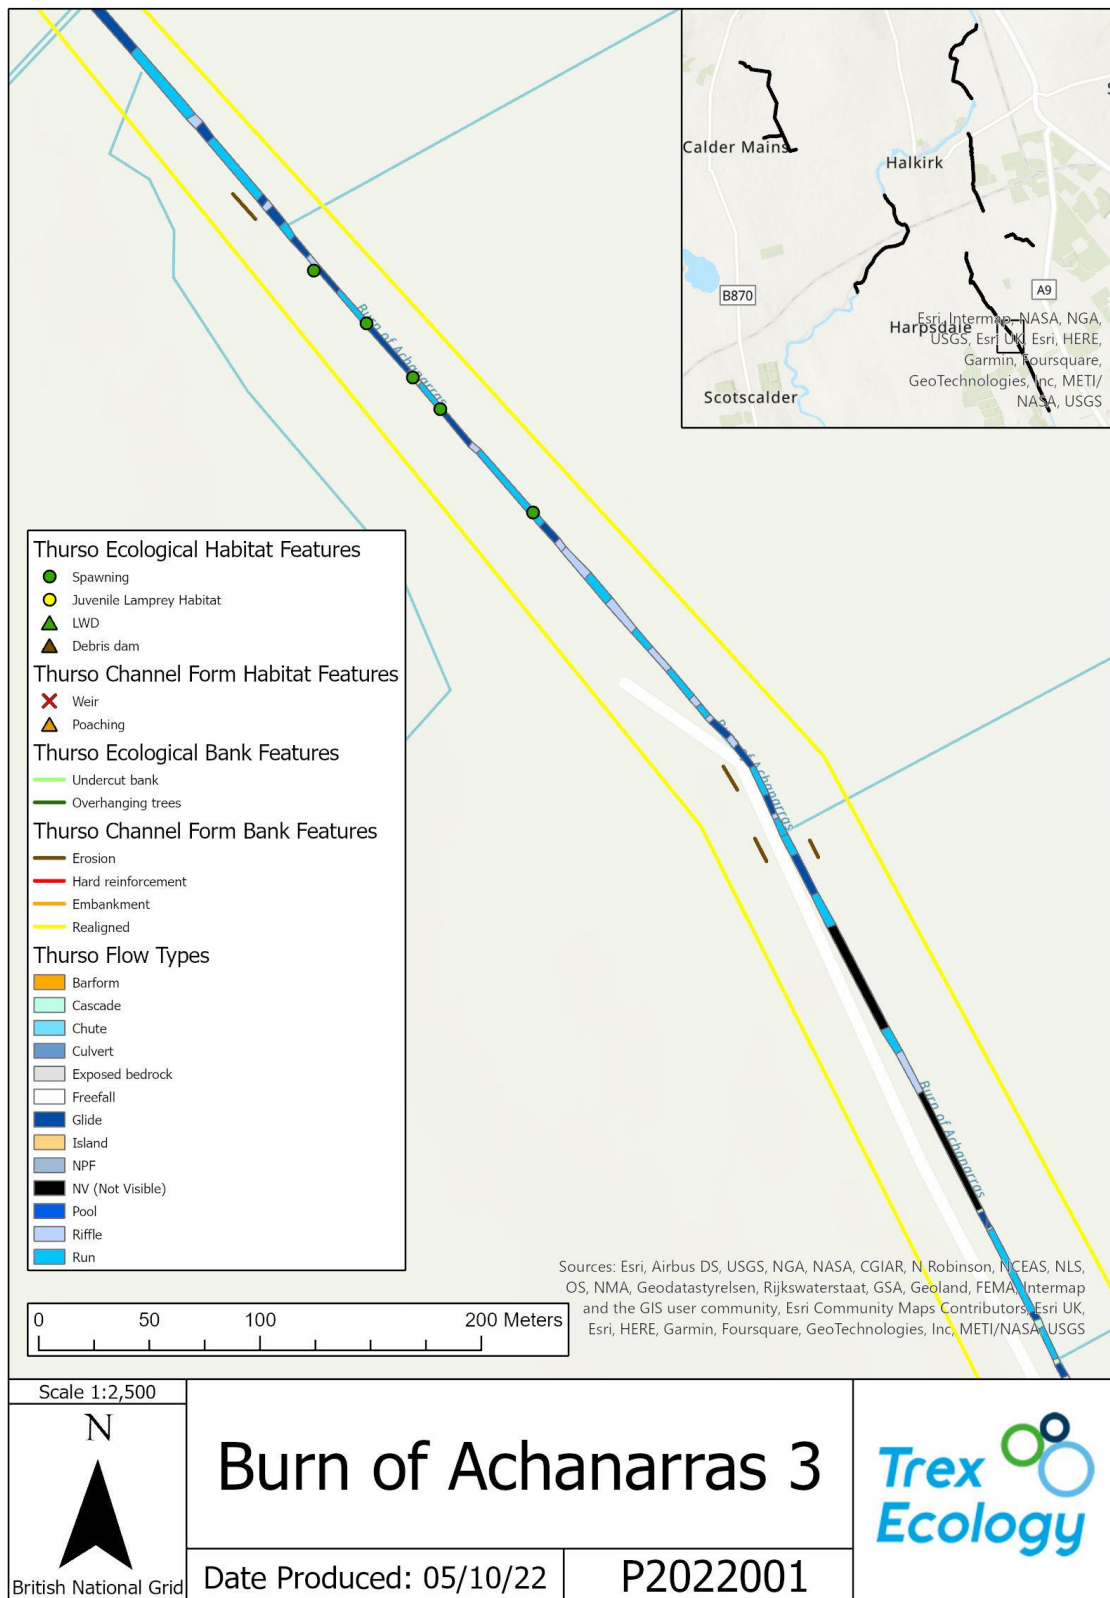 Calder Mains
Halkirk
B870
A9
Harpsdale
Scotscalder
Esri, Intermap, NASA, NGA,
USGS, Esri UK, Esri, HERE,
Garmin, Foursquare,
GeoTechnologies, Inc, METI/
NASA, USGS
Burn of Achanarras
Burn of Achanarras
Burn of Achanarras
Thurso Ecological Habitat Features
Spawning
Juvenile Lamprey Habitat
LWD
Debris dam
Thurso Channel Form Habitat Features
Weir
Poaching
Thurso Ecological Bank Features
Undercut bank
Overhanging trees
Thurso Channel Form Bank Features
Erosion
Hard reinforcement
Embankment
Realigned
Thurso Flow Types
Barform
Cascade
Chute
Culvert
Exposed bedrock
Freefall
Glide
Island
NPF
NV (Not Visible)
Pool
Riffle
Run
Sources: Esri, Airbus DS, USGS, NGA, NASA, CGIAR, N Robinson, NCEAS, NLS,
OS, NMA, Geodatastyrelsen, Rijkswaterstaat, GSA, Geoland, FEMA, Intermap
and the GIS user community, Esri Community Maps Contributors, Esri UK,
Esri, HERE, Garmin, Foursquare, GeoTechnologies, Inc, METI/NASA, USGS
0 50 100 200 Meters
Scale 1:2,500
N
British National Grid
Burn of Achanarras 3
Date Produced: 05/10/22
P2022001
Trex
Ecology